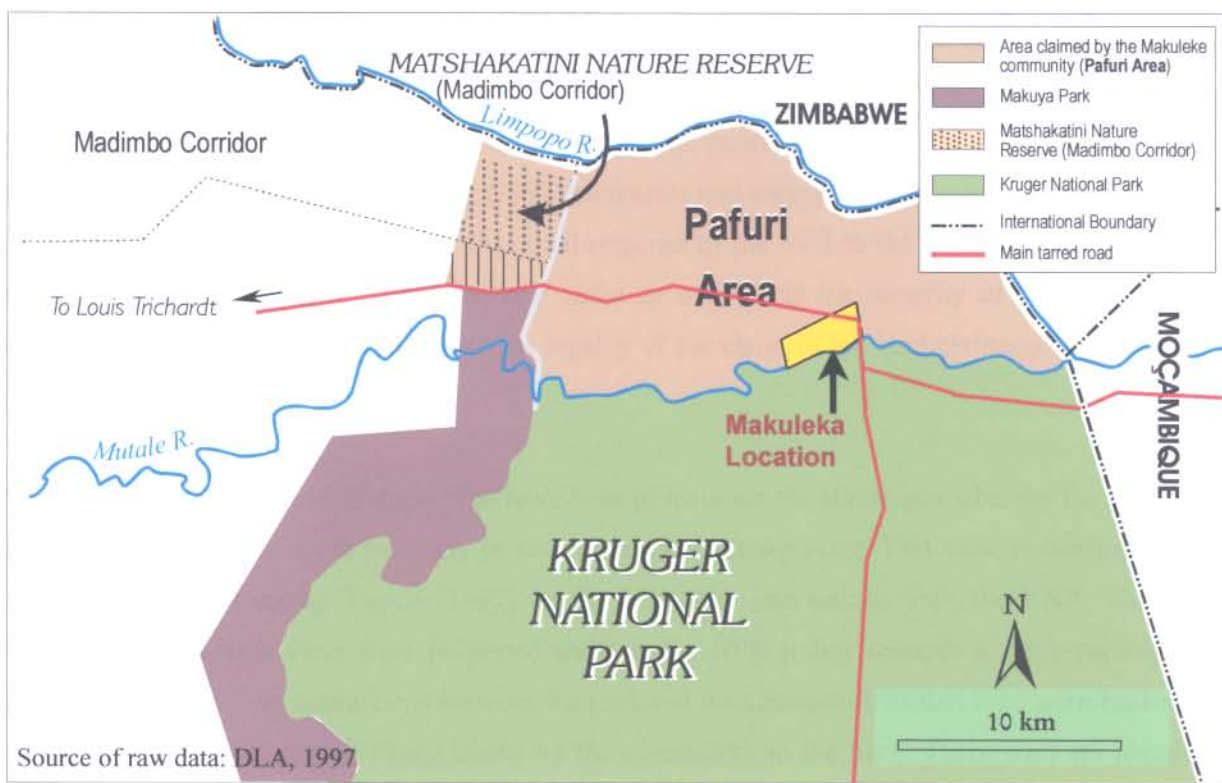 MATSHAKATINI NATURE RESERVE
(Madimbo Corridor)
Limpopo R.
ZIMBABWE
Madimbo Corridor
Pafuri
Area
To Louis Trichardt
MOÇAMBIQUE
Makuleka
Location
Mutale R.
KRUGER
NATIONAL
PARK
N
10 km
Source of raw data: DLA, 1997
Area claimed by the Makuleke
community (Pafuri Area)
Makuya Park
Matshakatini Nature
Reserve (Madimbo Corridor)
Kruger National Park
International Boundary
Main tarred road